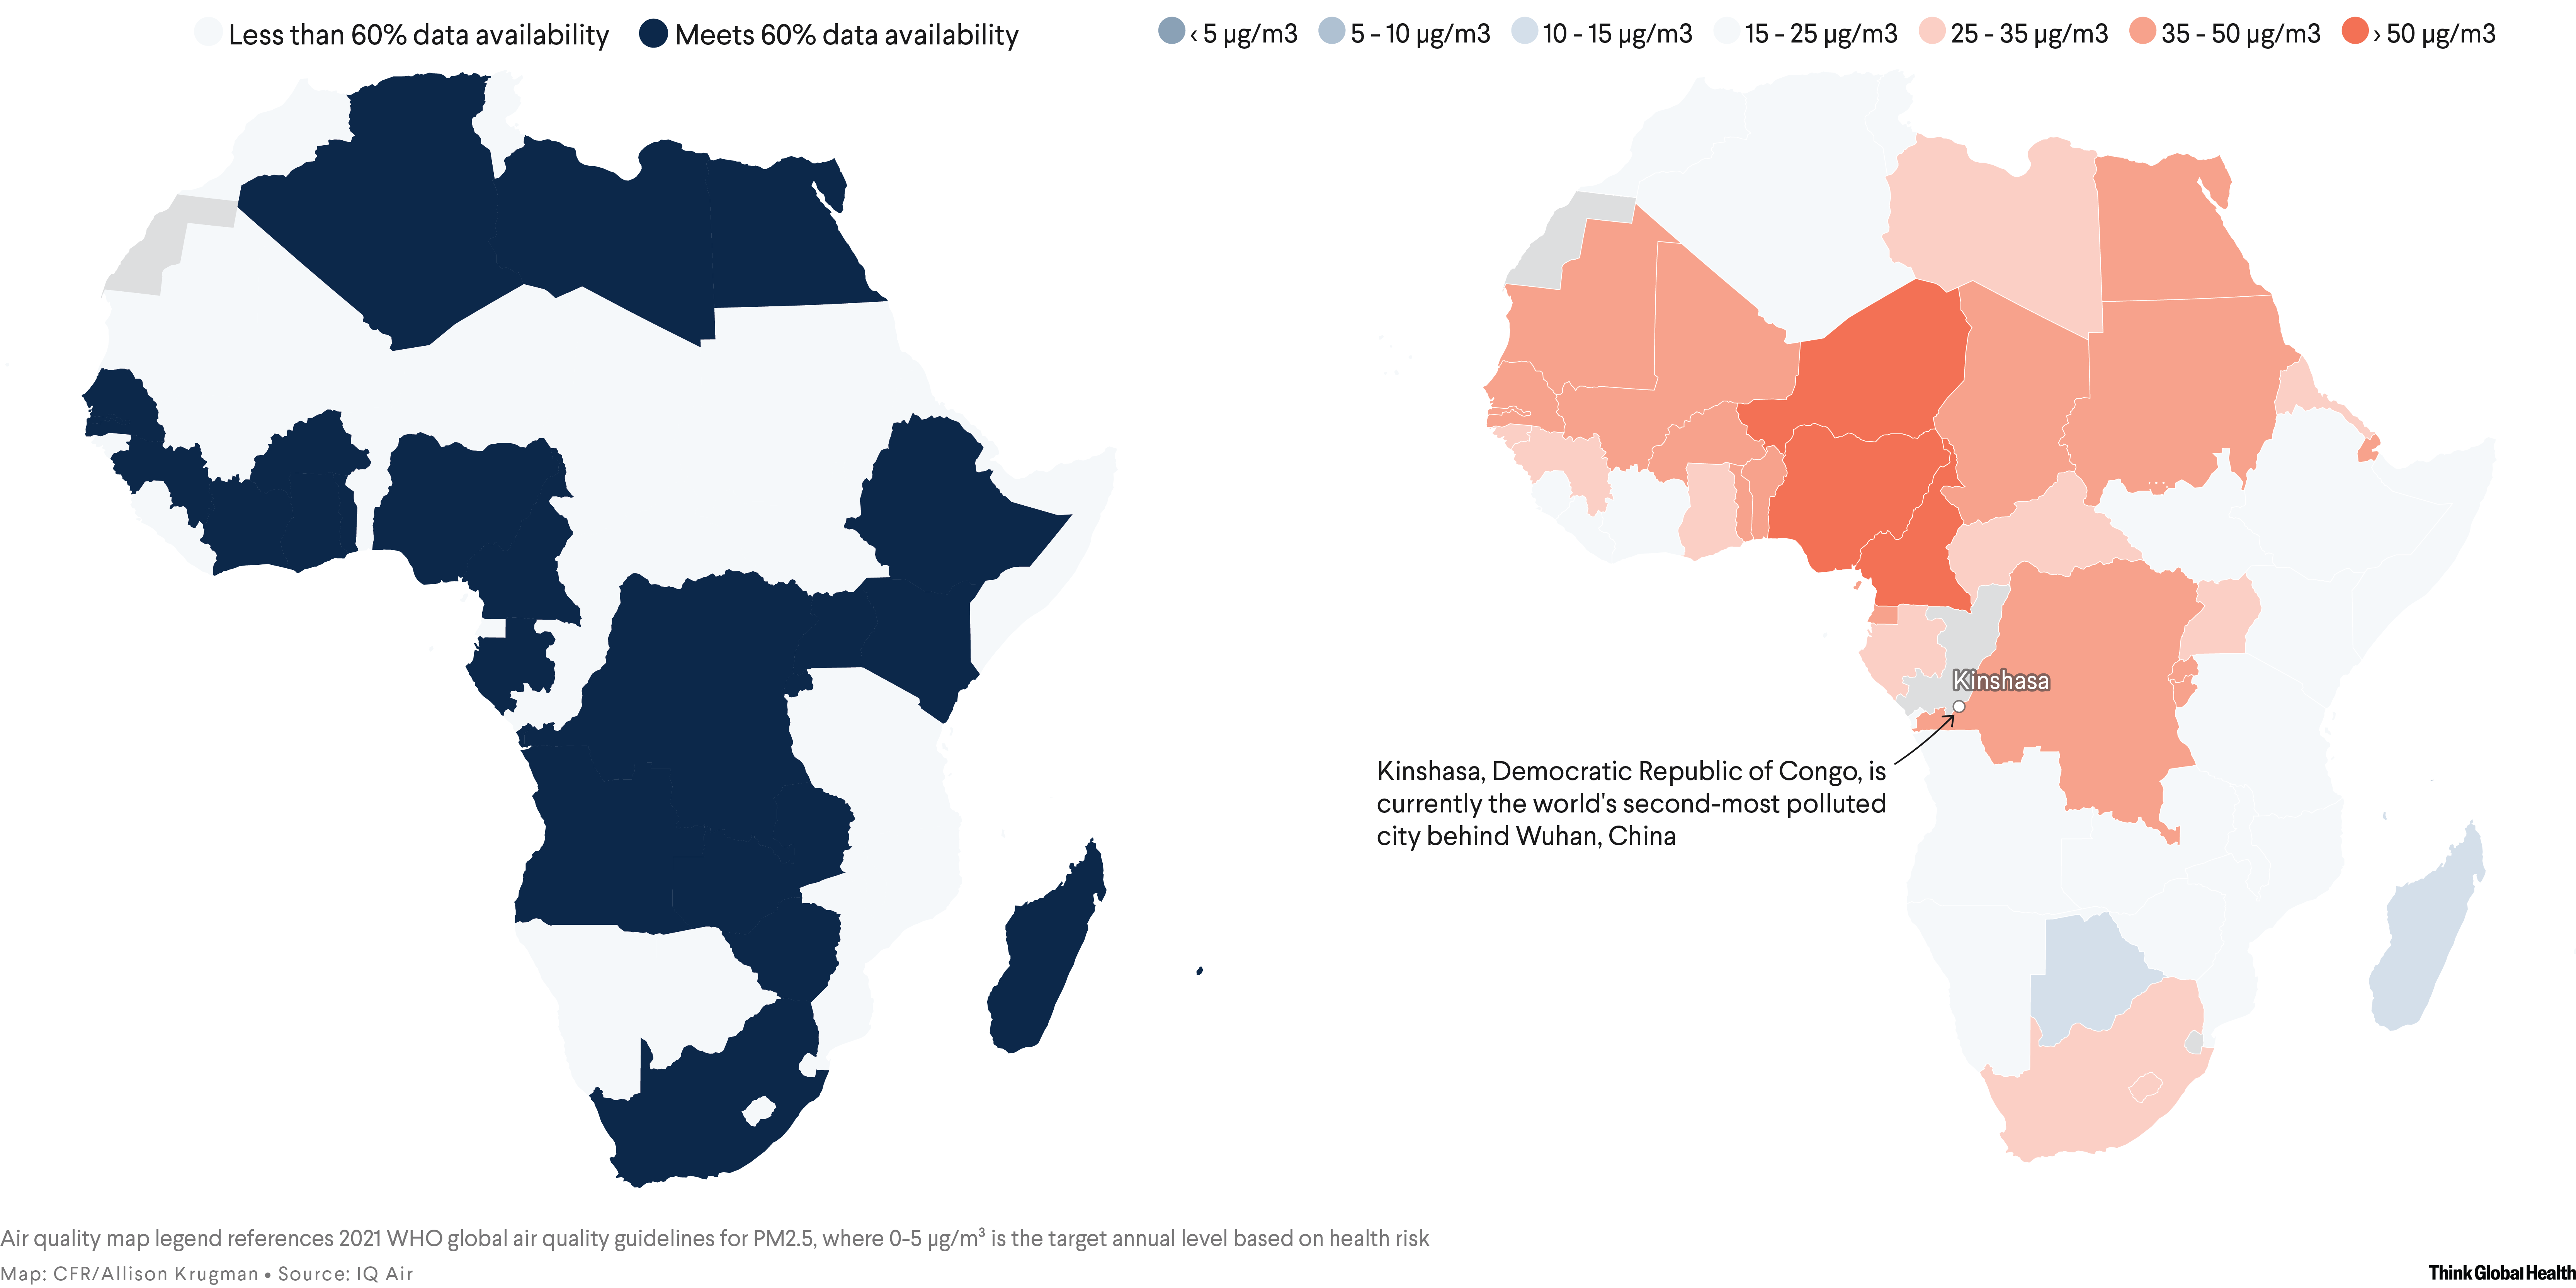 Less than 60% data availability
Meets 60% data availability
‹ 5 µg/m3
5 - 10 µg/m3
10 - 15 µg/m3
15 - 25 µg/m3
25 - 35 µg/m3
35 - 50 µg/m3
› 50 µg/m3
Kinshasa
Kinshasa, Democratic Republic of Congo, is
currently the world's second-most polluted
city behind Wuhan, China
Air quality map legend references 2021 WHO global air quality guidelines for PM2.5, where 0-5 µg/m³ is the target annual level based on health risk
Map: CFR/Allison Krugman • Source: IQ Air
Think Global Health